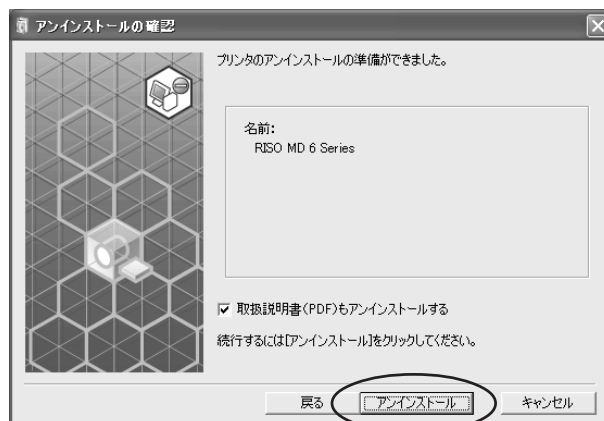 アンインストールの確認
プリンタのアンインストールの準備ができました。
名前:
RISO MD 6 Series
取扱説明書(PDF)もアンインストールする
続行するには[アンインストール]をクリックしてください。
戻る アンインストール キャンセル